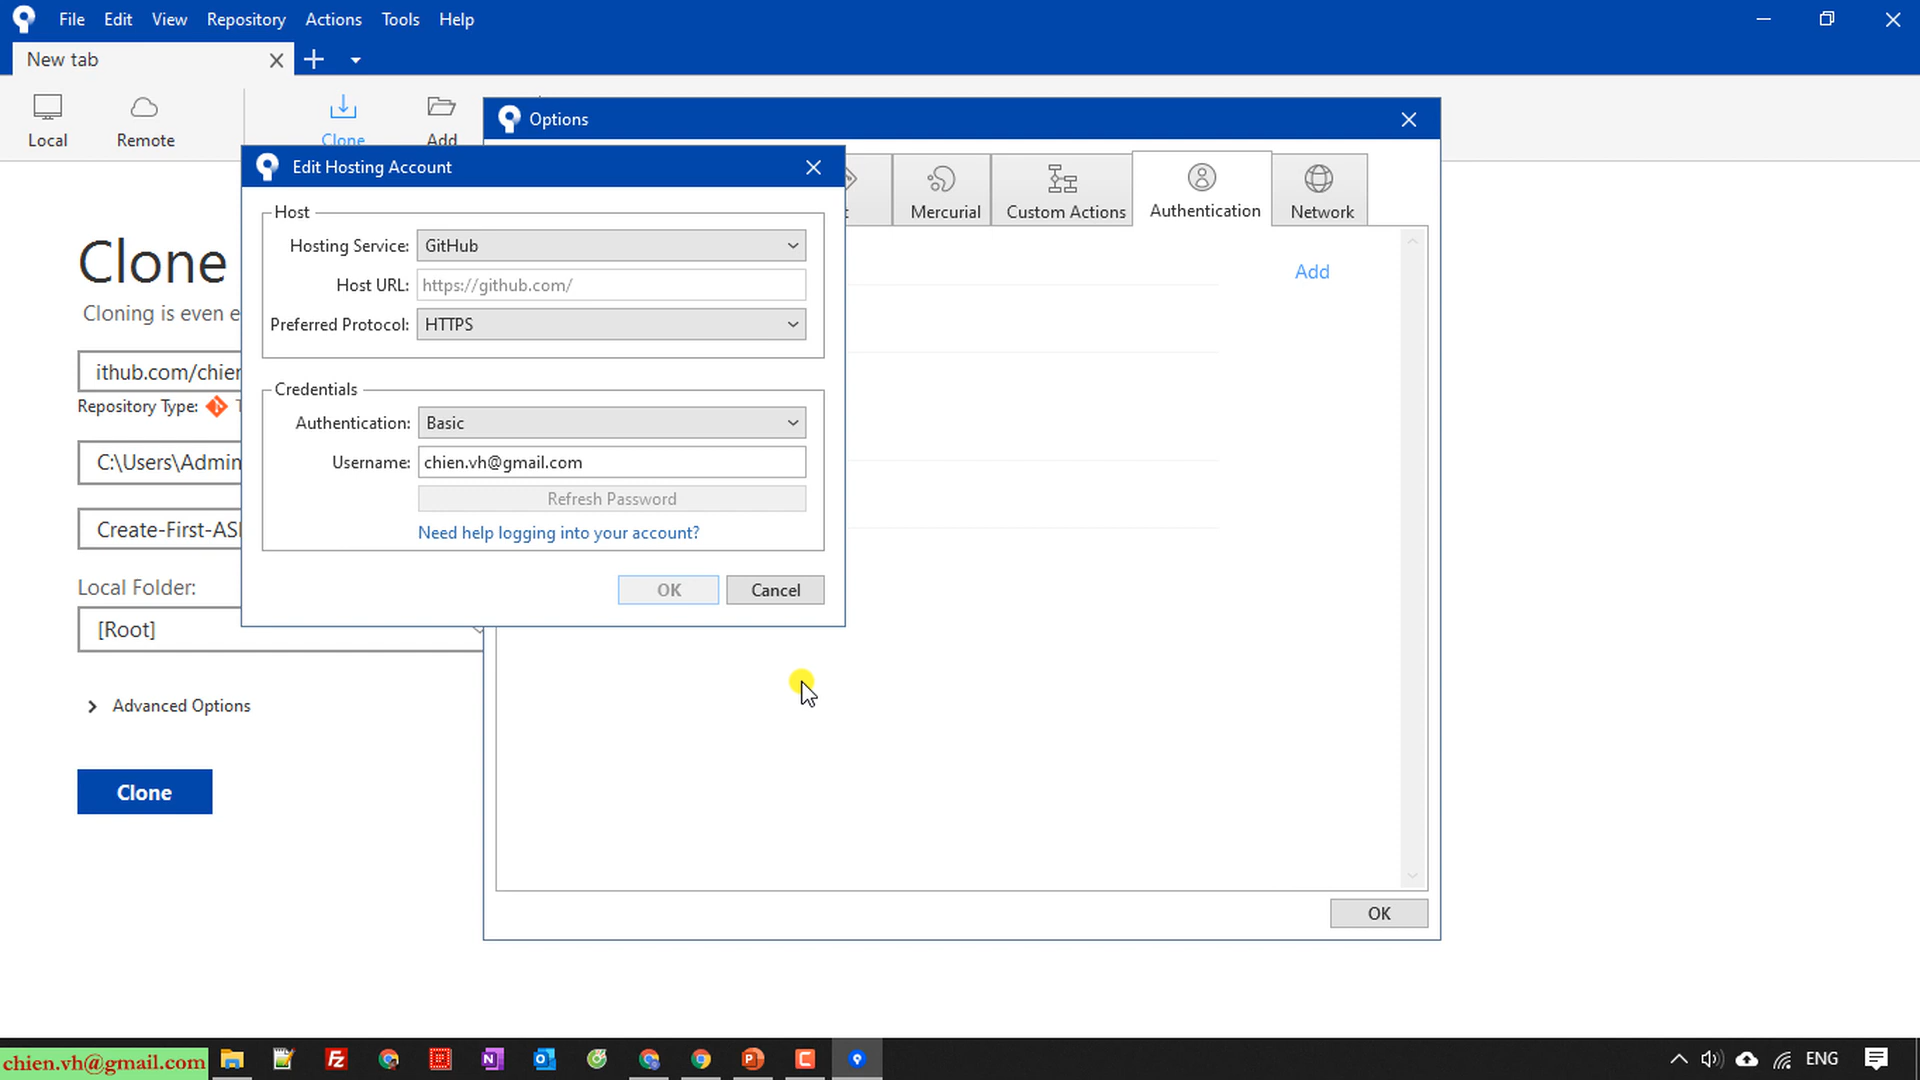 File Edit View Repository Actions Tools Help
New tab
Local Remote Clone Add
Options
Edit Hosting Account
Mercurial Custom Actions Authentication Network
Host
Hosting Service: GitHub
Host URL: https://github.com/
Preferred Protocol: HTTPS
Add
Clone
Cloning is even e
ithub.com/chien
Repository Type:
Credentials
Authentication: Basic
Username: chien.vh@gmail.com
Refresh Password
Need help logging into your account?
C:\Users\Admin
Create-First-AS
Local Folder:
[Root]
OK Cancel
Advanced Options
Clone
OK
chien.vh@gmail.com
ENG